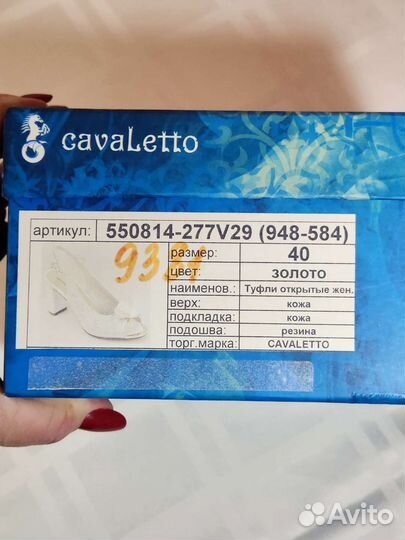 cavaLetto
артикул: 550814-277V29 (948-584)
размер: 40
цвет: золото
наименов.: Туфли открытые жен.
верх: кожа
подкладка: кожа
подошва: резина
торг.марка: CAVALETTO
Avito